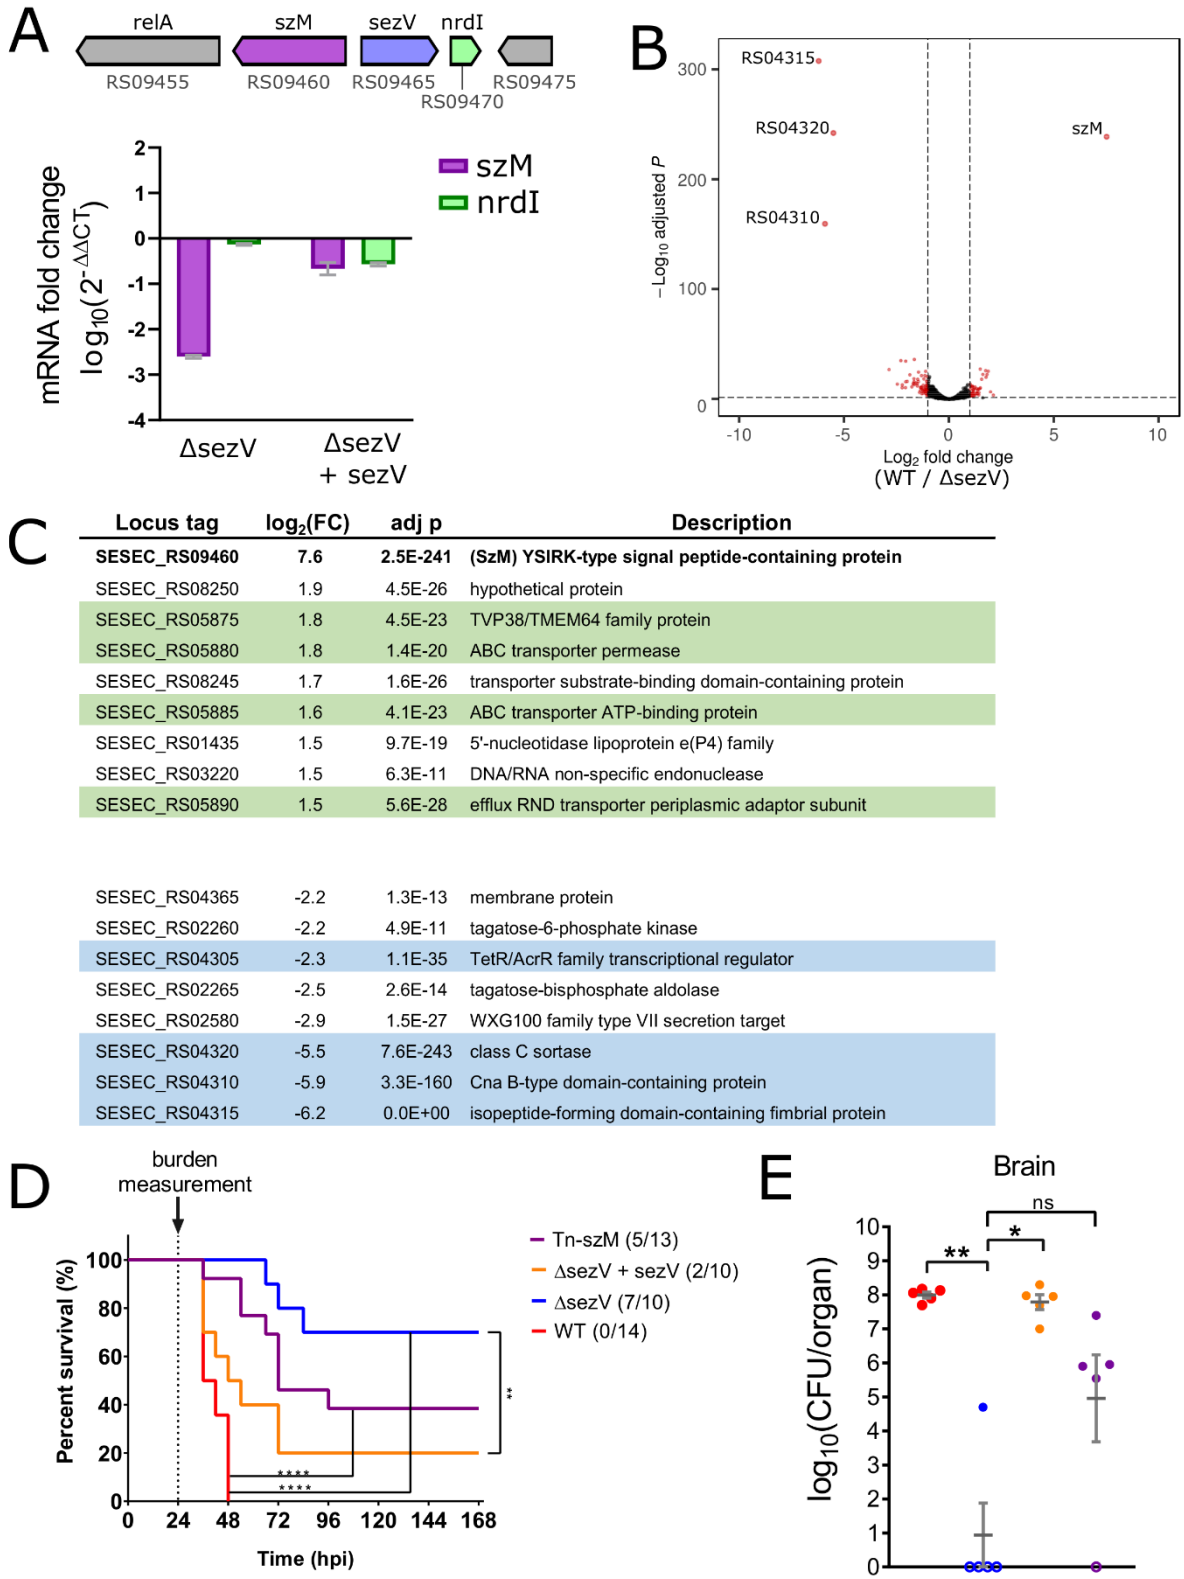 A
relA
szM
sezV
nrdI
RS09455
RS09460
RS09465
RS09470
RS09475
mRNA fold change
log10(2-ΔΔCT)
2
1
0
-1
-2
-3
-4
szM
nrdI
ΔsezV
ΔsezV
+ sezV
B
– Log10 adjusted P
300
200
100
0
RS04315
RS04320
RS04310
szM
-10
-5
0
5
10
Log2 fold change
(WT / ΔsezV)
C
Locus tag log2(FC) adj p Description
SESEC_RS09460 7.6 2.5E-241 (SzM) YSIRK-type signal peptide-containing protein
SESEC_RS08250 1.9 4.5E-26 hypothetical protein
SESEC_RS05875 1.8 4.5E-23 TVP38/TMEM64 family protein
SESEC_RS05880 1.8 1.4E-20 ABC transporter permease
SESEC_RS08245 1.7 1.6E-26 transporter substrate-binding domain-containing protein
SESEC_RS05885 1.6 4.1E-23 ABC transporter ATP-binding protein
SESEC_RS01435 1.5 9.7E-19 5'-nucleotidase lipoprotein e(P4) family
SESEC_RS03220 1.5 6.3E-11 DNA/RNA non-specific endonuclease
SESEC_RS05890 1.5 5.6E-28 efflux RND transporter periplasmic adaptor subunit
SESEC_RS04365 -2.2 1.3E-13 membrane protein
SESEC_RS02260 -2.2 4.9E-11 tagatose-6-phosphate kinase
SESEC_RS04305 -2.3 1.1E-35 TetR/AcrR family transcriptional regulator
SESEC_RS02265 -2.5 2.6E-14 tagatose-bisphosphate aldolase
SESEC_RS02580 -2.9 1.5E-27 WXG100 family type VII secretion target
SESEC_RS04320 -5.5 7.6E-243 class C sortase
SESEC_RS04310 -5.9 3.3E-160 Cna B-type domain-containing protein
SESEC_RS04315 -6.2 0.0E+00 isopeptide-forming domain-containing fimbrial protein
D
burden
measurement
Percent survival (%)
100
80
60
40
20
0
0
24
48
72
96
120
144
168
Time (hpi)
**
****
****
Tn-szM (5/13)
ΔsezV + sezV (2/10)
ΔsezV (7/10)
WT (0/14)
E
Brain
ns
*
**
log10(CFU/organ)
10
9
8
7
6
5
4
3
2
1
0